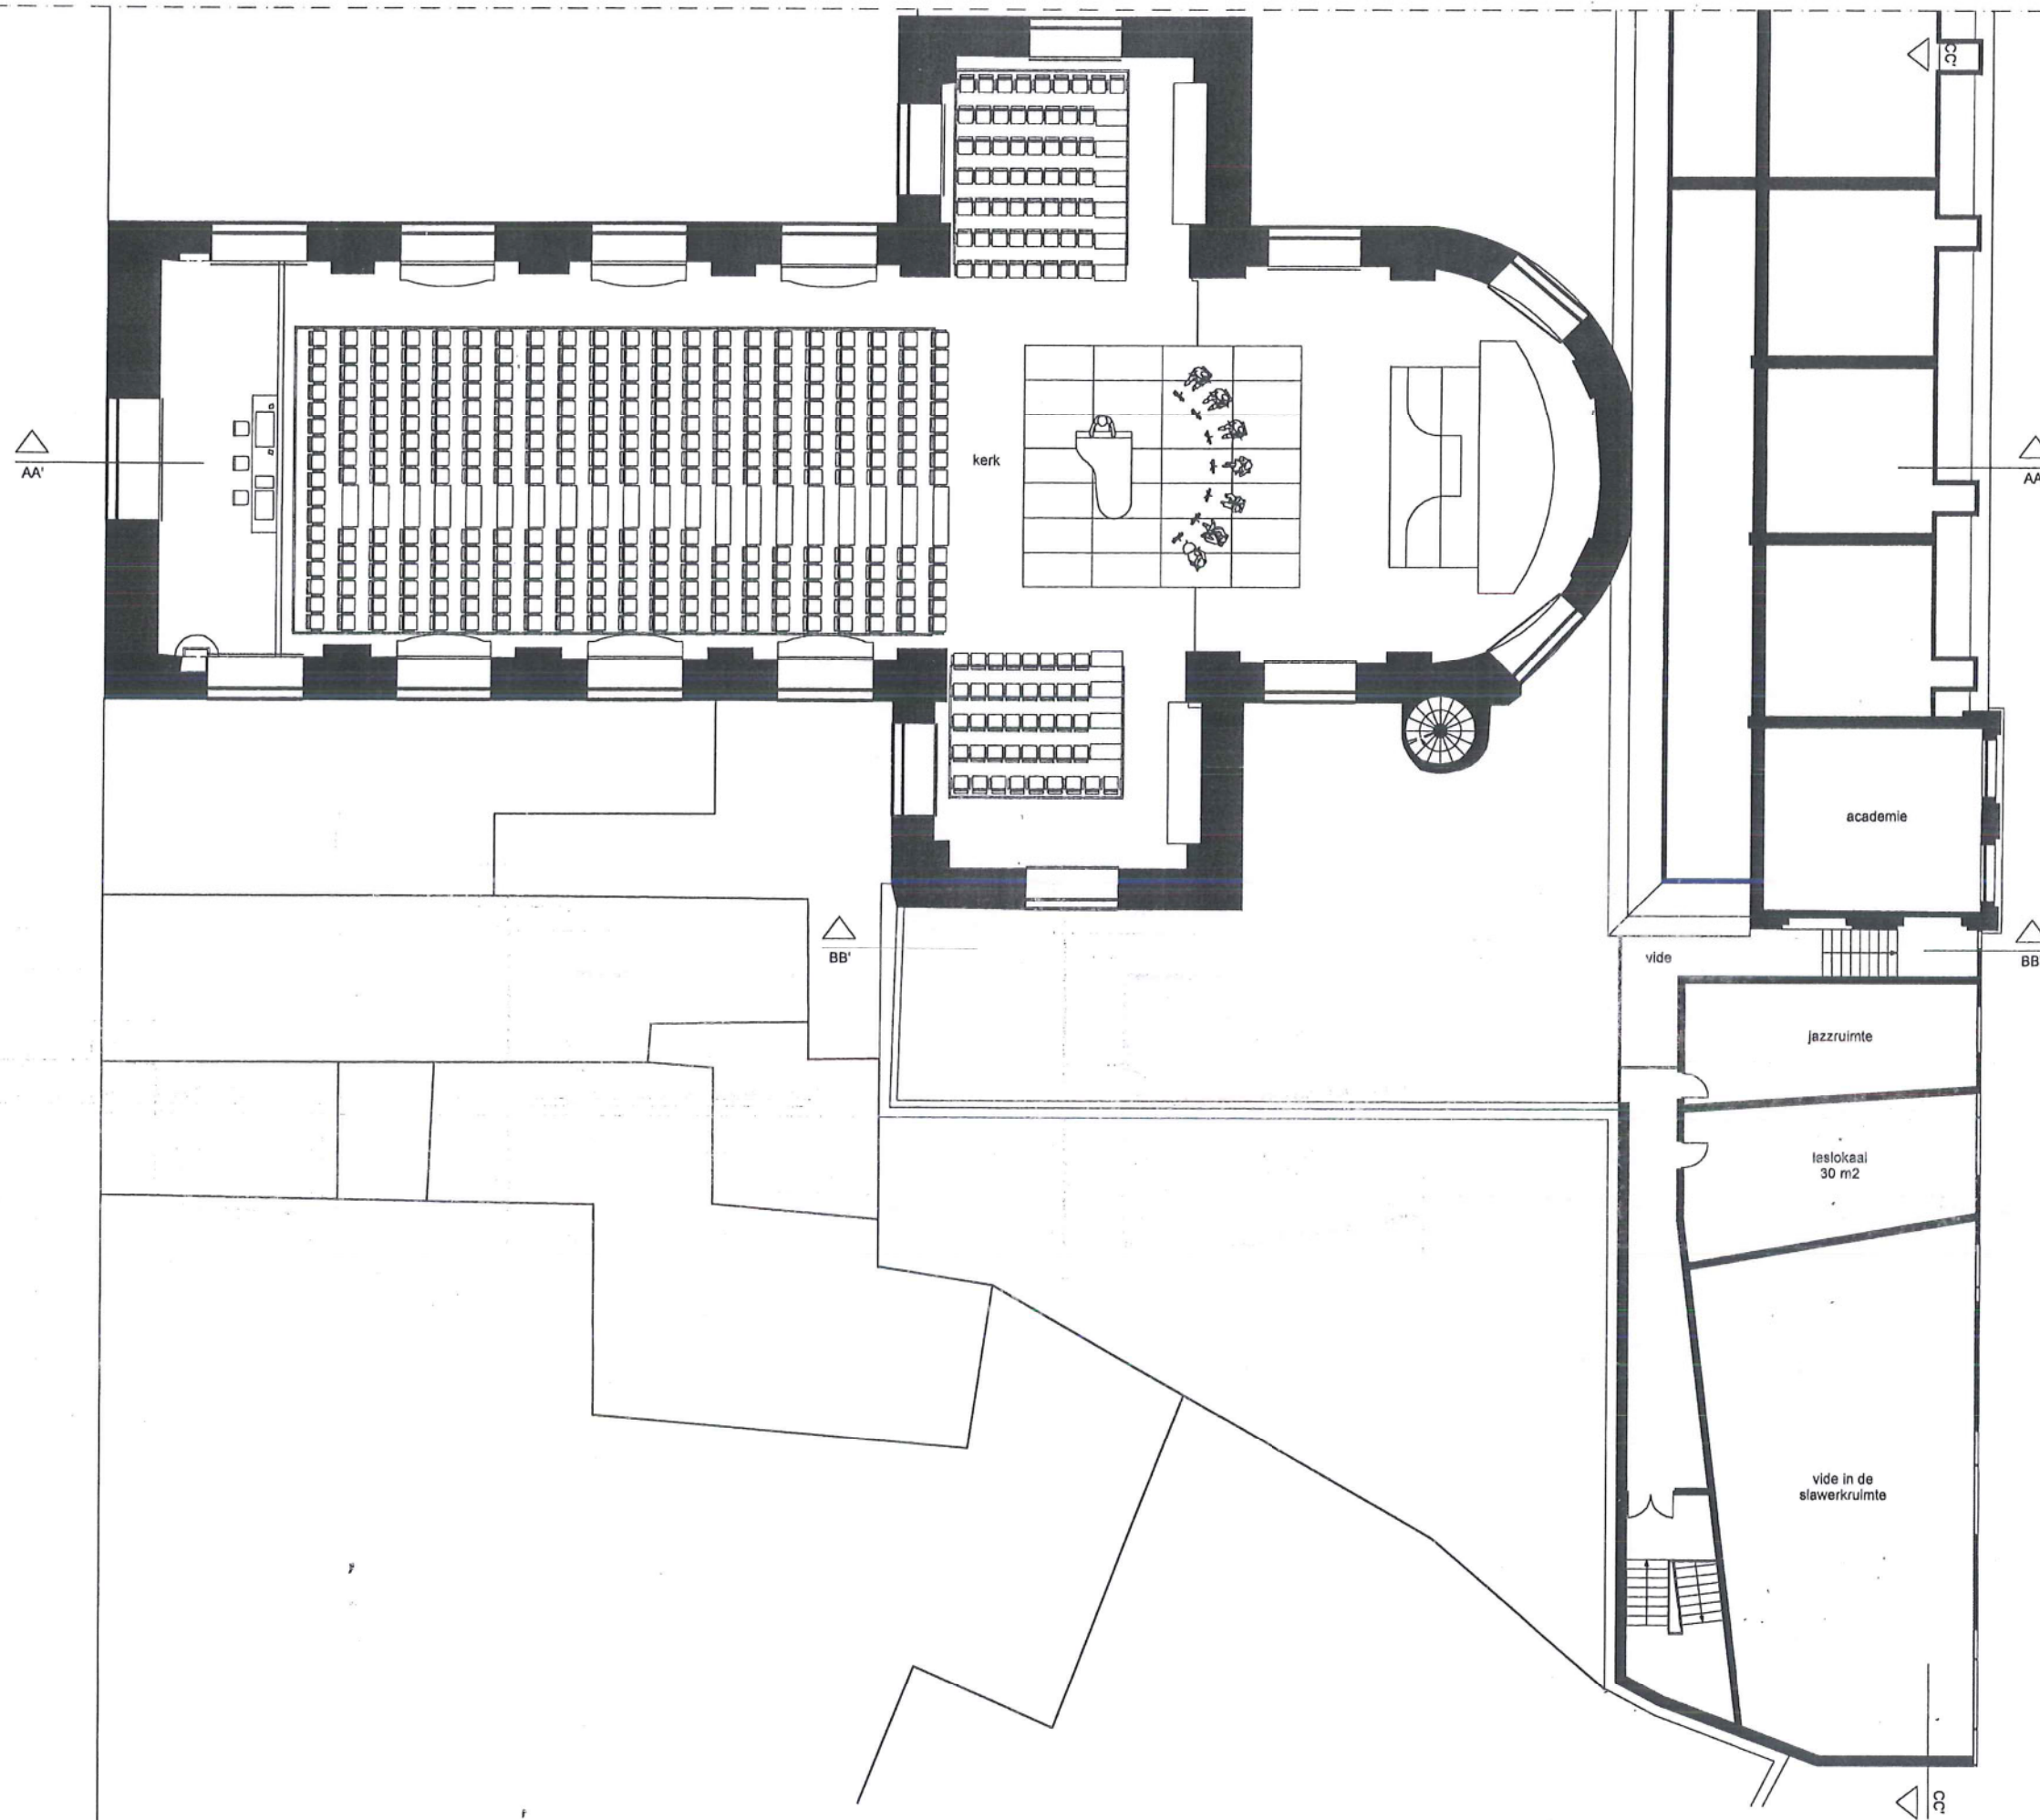 CC'
kerk
AA'
AA'
academie
BB'
vide
BB'
jazzruimte
leslokaal
30 m2
vide in de
slawerkruimte
CC'